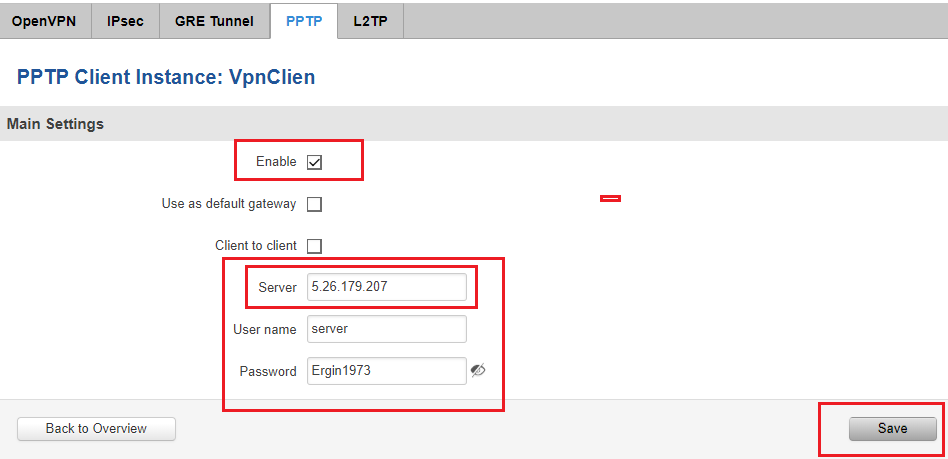 OpenVPN IPsec GRE Tunnel PPTP L2TP
PPTP Client Instance: VpnClien
Main Settings
Enable
Use as default gateway
Client to client
Server 5.26.179.207
User name server
Password Ergin1973
Back to Overview Save